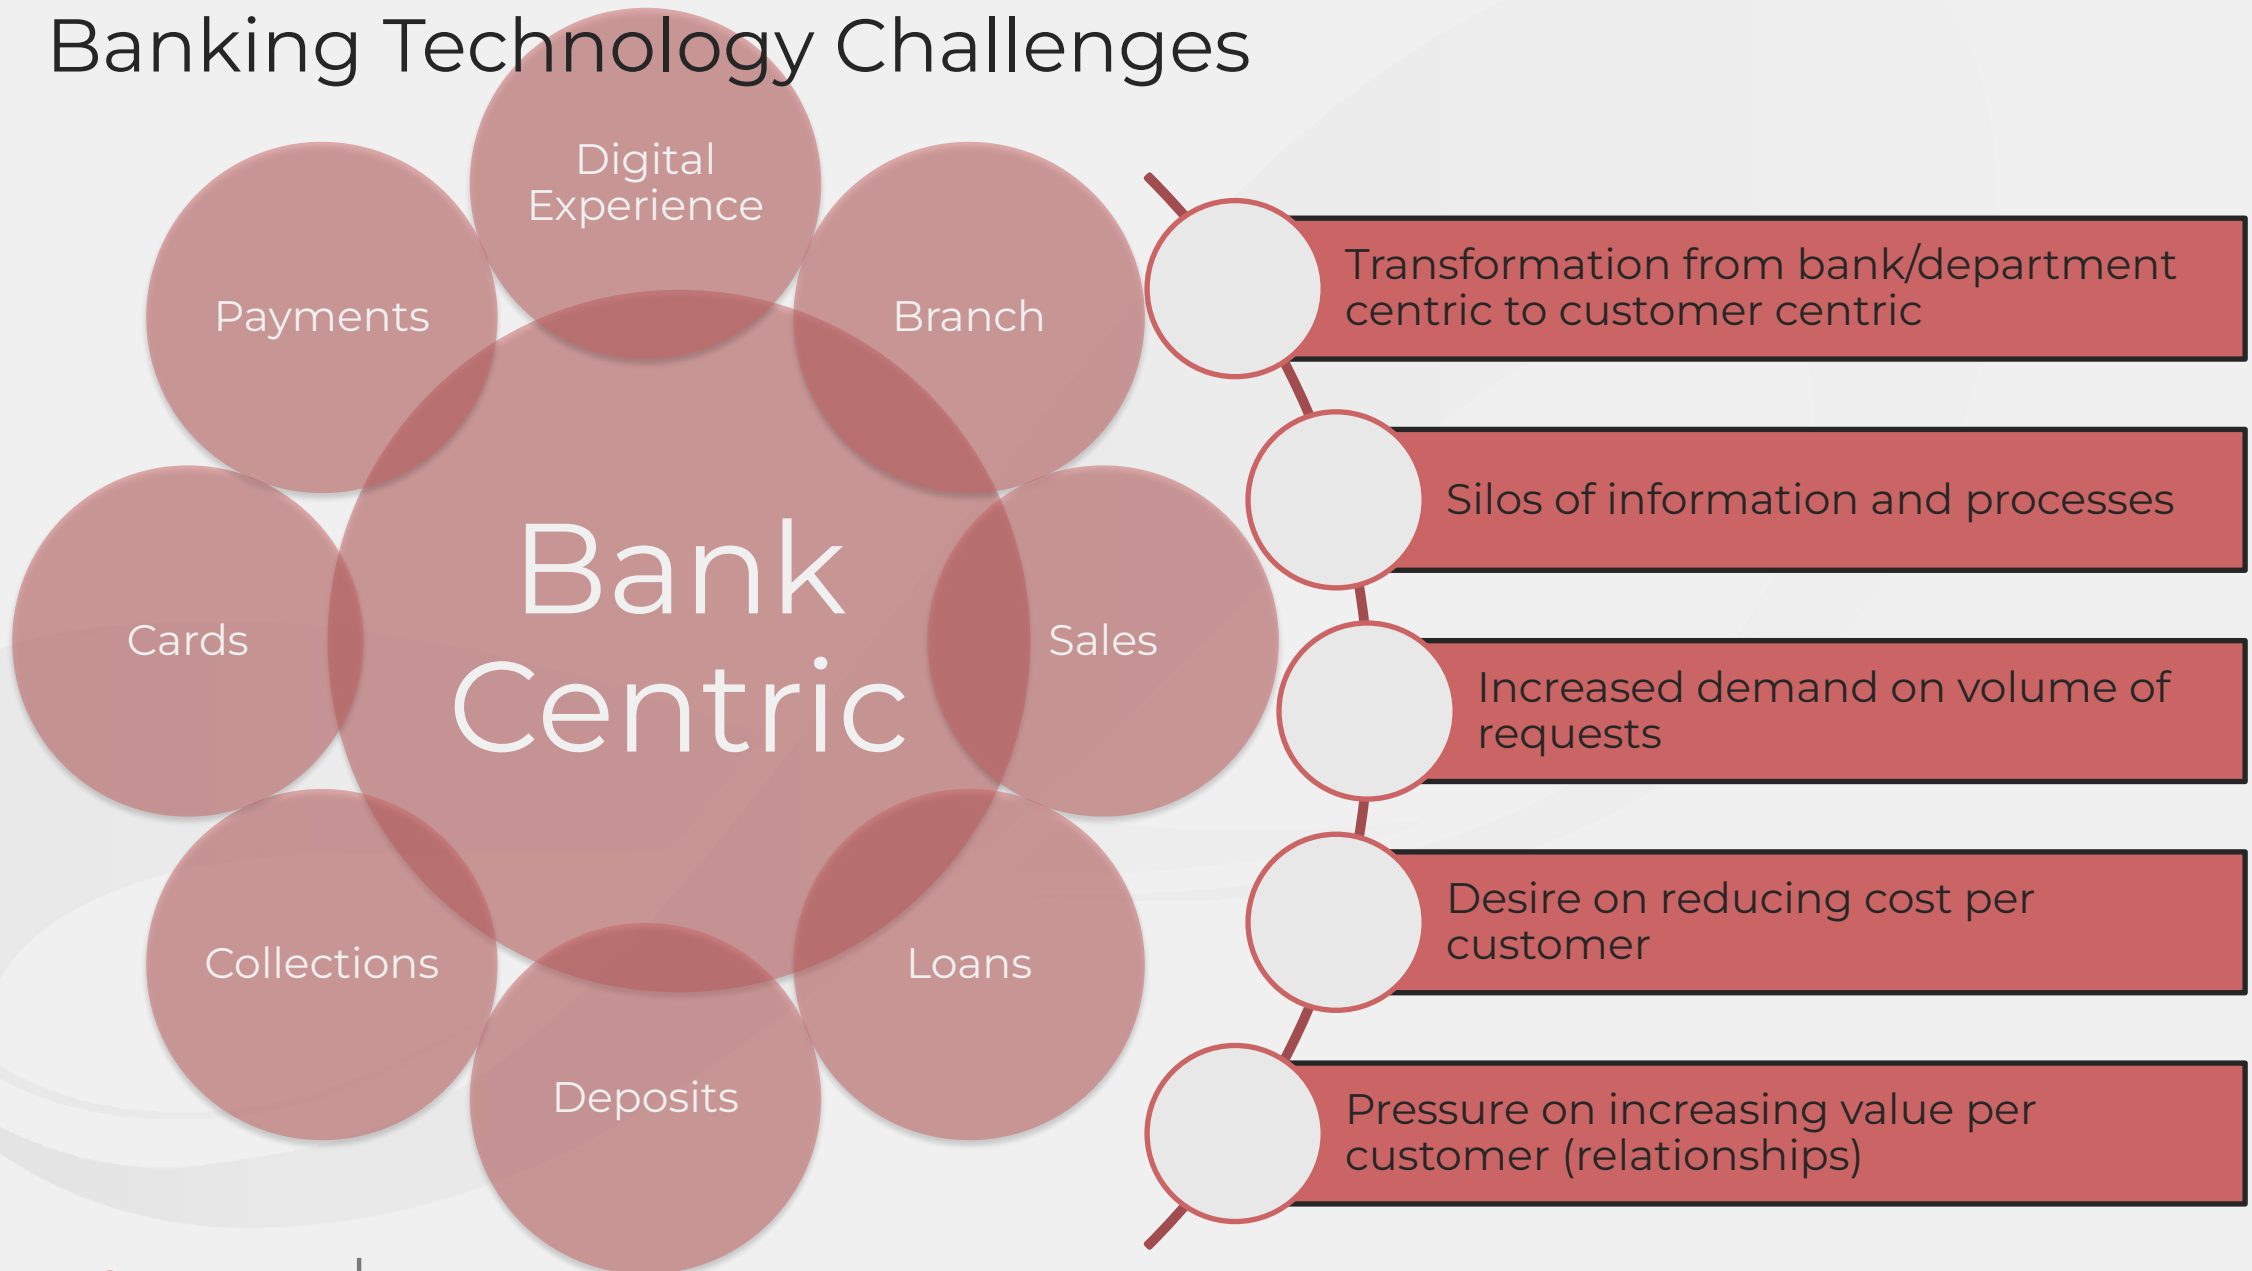 Banking Technology Challenges
Digital
Experience
Branch
Sales
Loans
Deposits
Collections
Cards
Payments
Bank
Centric
Transformation from bank/department
centric to customer centric
Silos of information and processes
Increased demand on volume of
requests
Desire on reducing cost per
customer
Pressure on increasing value per
customer (relationships)